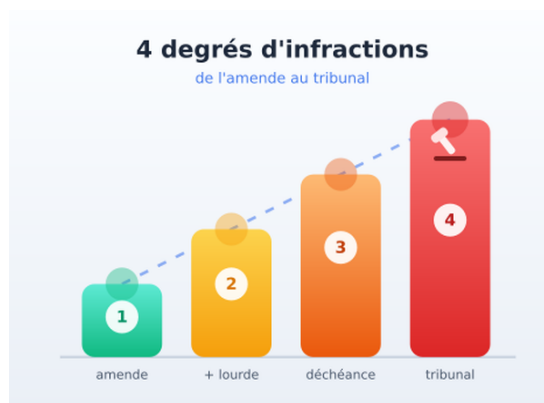 4 degrés d'infractions
de l'amende au tribunal
4
3
2
1
amende
+ lourde
déchéance
tribunal